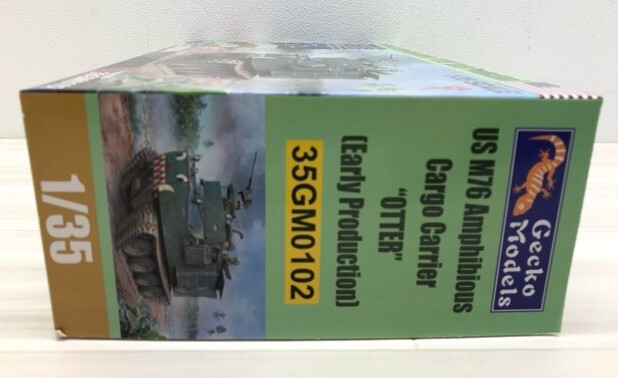 Gecko
Models
US M76 Amphibious
Cargo Carrier
"OTTER"
(Early Production)
35GM0102
1/35